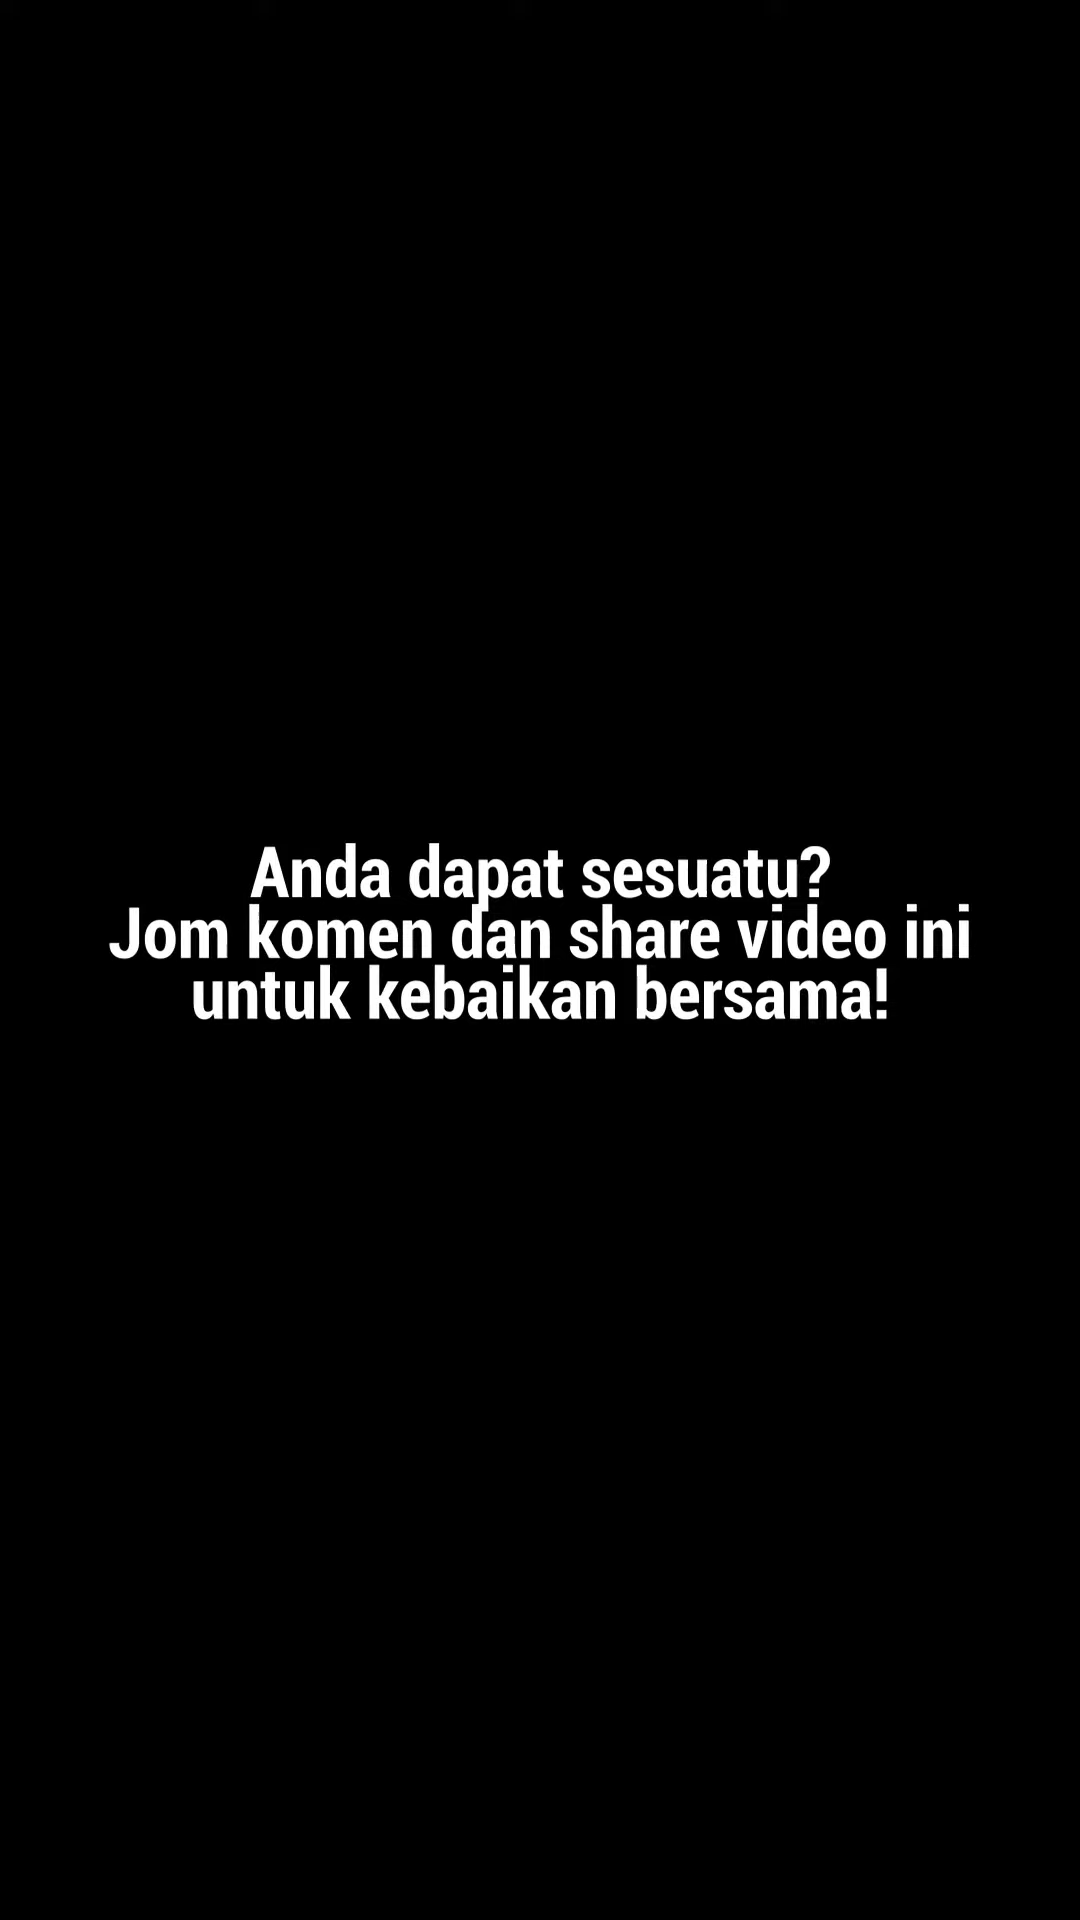 Anda dapat sesuatu?
Jom komen dan share video ini
untuk kebaikan bersama!